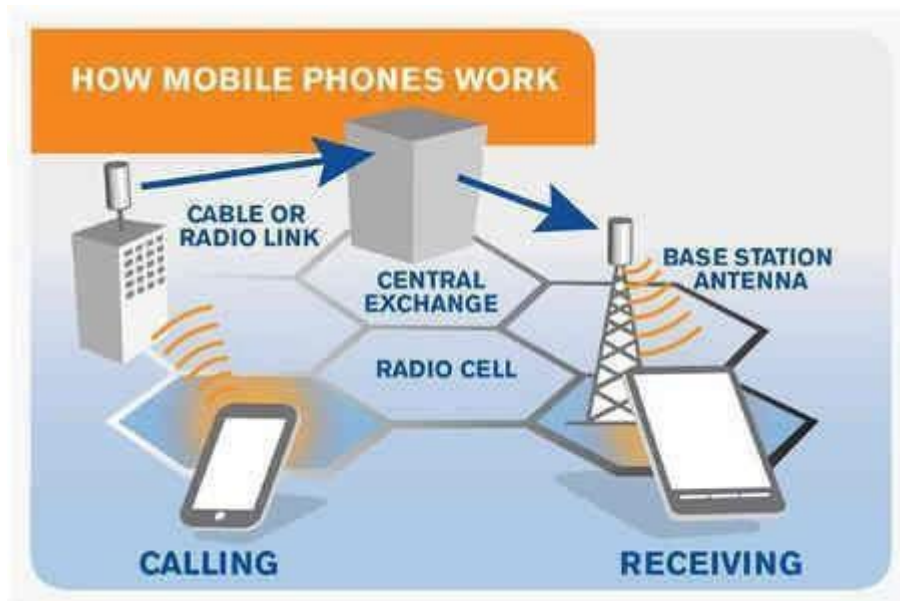 HOW MOBILE PHONES WORK
CABLE OR
RADIO LINK
CENTRAL
EXCHANGE
BASE STATION
ANTENNA
RADIO CELL
CALLING
RECEIVING